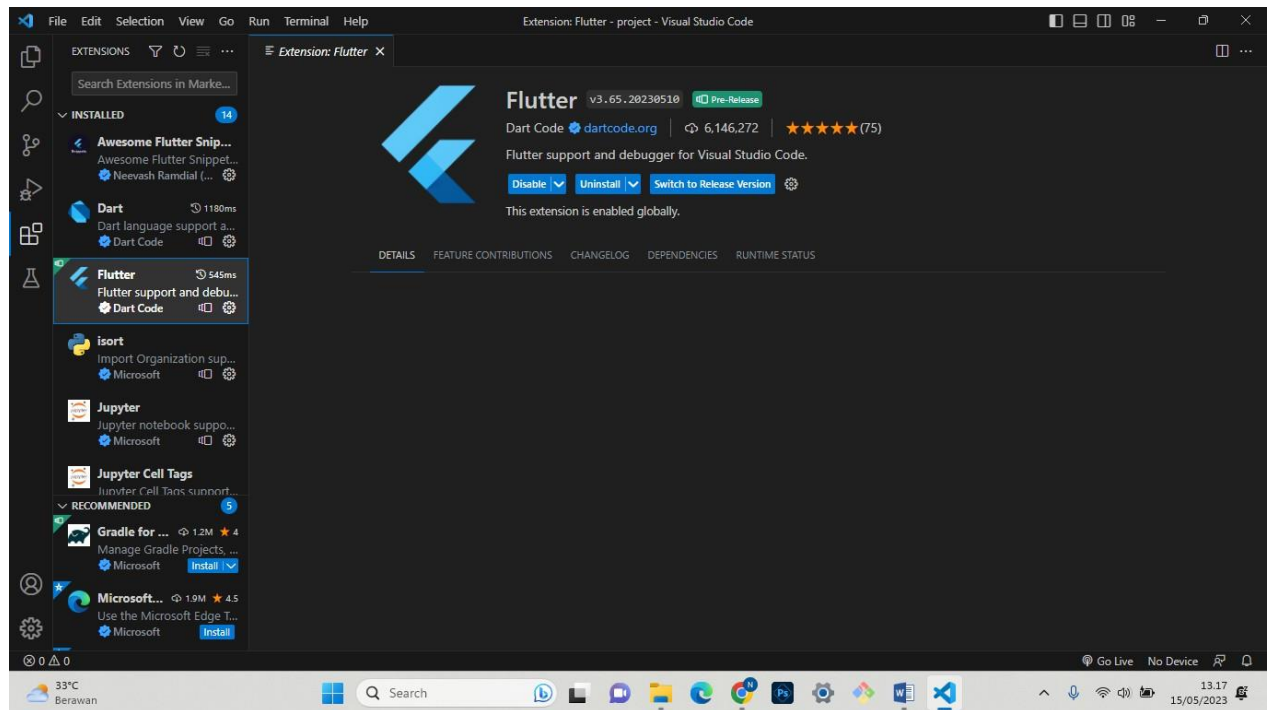 File Edit Selection View Go Run Terminal Help
Extension: Flutter - project - Visual Studio Code
EXTENSIONS
Search Extensions in Marke...
INSTALLED 14
Awesome Flutter Snip...
Awesome Flutter Snippet...
Neevash Ramdial (...
Dart 1180ms
Dart language support a...
Dart Code
Flutter 545ms
Flutter support and debu...
Dart Code
isort
Import Organization sup...
Microsoft
Jupyter
Jupyter notebook suppo...
Microsoft
Jupyter Cell Tags
Jupyter Cell Tags support...
RECOMMENDED 5
Gradle for ... 1.2M ★ 4
Manage Gradle Projects, ...
Microsoft Install
Microsoft... 1.9M ★ 4.5
Use the Microsoft Edge T...
Microsoft Install
Extension: Flutter
Flutter v3.65.20230510 Pre-Release
Dart Code dartcode.org 6,146,272 ★★★★★(75)
Flutter support and debugger for Visual Studio Code.
Disable Uninstall Switch to Release Version
This extension is enabled globally.
DETAILS FEATURE CONTRIBUTIONS CHANGELOG DEPENDENCIES RUNTIME STATUS
0 0
Go Live No Device
33°C
Berawan
Search
N
Ps
W
13.17
15/05/2023